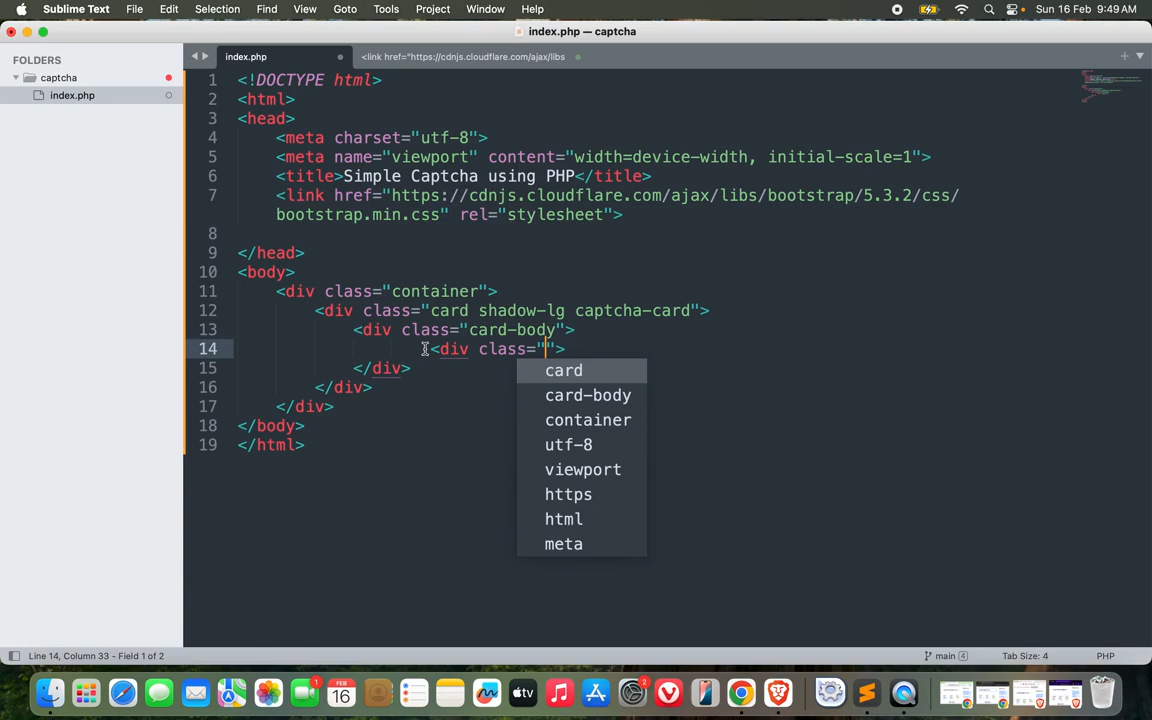 Sublime Text File Edit Selection Find View Goto Tools Project Window Help Sun 16 Feb 9:49 AM
index.php — captcha
FOLDERS
captcha
index.php
index.php
<link href="https://cdnjs.cloudflare.com/ajax/libs
1 <!DOCTYPE html>
2 <html>
3 <head>
4 <meta charset="utf-8">
5 <meta name="viewport" content="width=device-width, initial-scale=1">
6 <title>Simple Captcha using PHP</title>
7 <link href="https://cdnjs.cloudflare.com/ajax/libs/bootstrap/5.3.2/css/
bootstrap.min.css" rel="stylesheet">
8
9 </head>
10 <body>
11 <div class="container">
12 <div class="card shadow-lg captcha-card">
13 <div class="card-body">
14 <div class="">
15 </div>
16 </div>
17 </div>
18 </body>
19 </html>
card
card-body
container
utf-8
viewport
https
html
meta
Line 14, Column 33 - Field 1 of 2 main 4 Tab Size: 4 PHP
1
FEB
16
tv
2